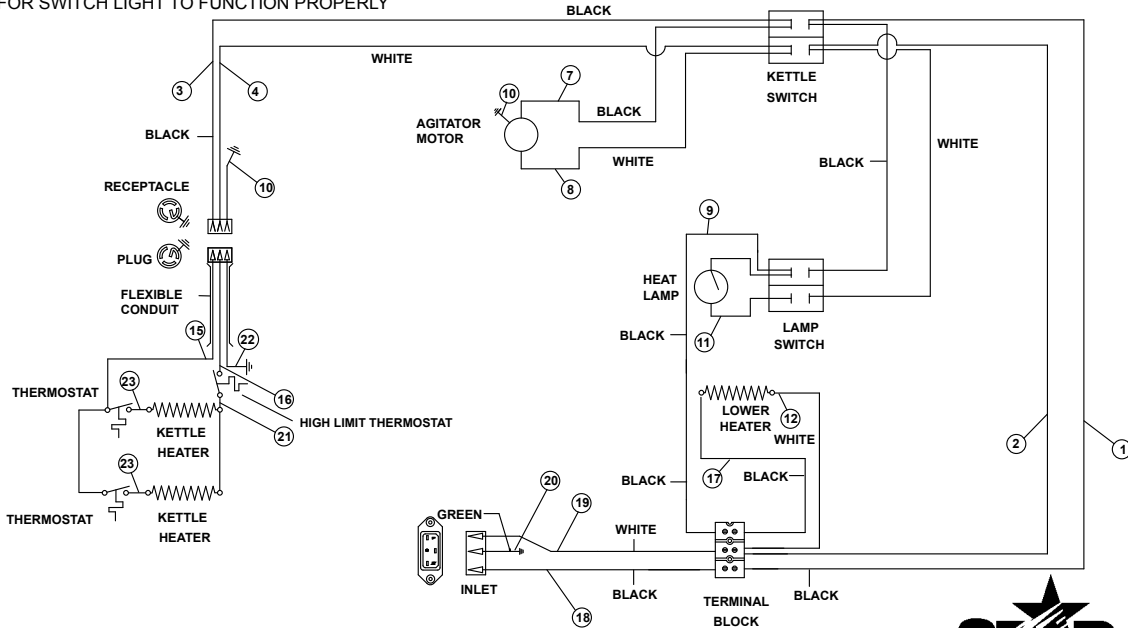 FOR SWITCH LIGHT TO FUNCTION PROPERLY
BLACK
WHITE
KETTLE
SWITCH
3
4
7
10
AGITATOR
MOTOR
BLACK
WHITE
8
BLACK
10
RECEPTACLE
PLUG
FLEXIBLE
CONDUIT
BLACK
WHITE
9
HEAT
LAMP
BLACK
11
LAMP
SWITCH
15
22
16
THERMOSTAT
23
KETTLE
HEATER
HIGH LIMIT THERMOSTAT
21
LOWER
HEATER
12
WHITE
2
1
23
THERMOSTAT
KETTLE
HEATER
BLACK
17
BLACK
20
19
GREEN
WHITE
INLET
18
BLACK
TERMINAL
BLOCK
BLACK